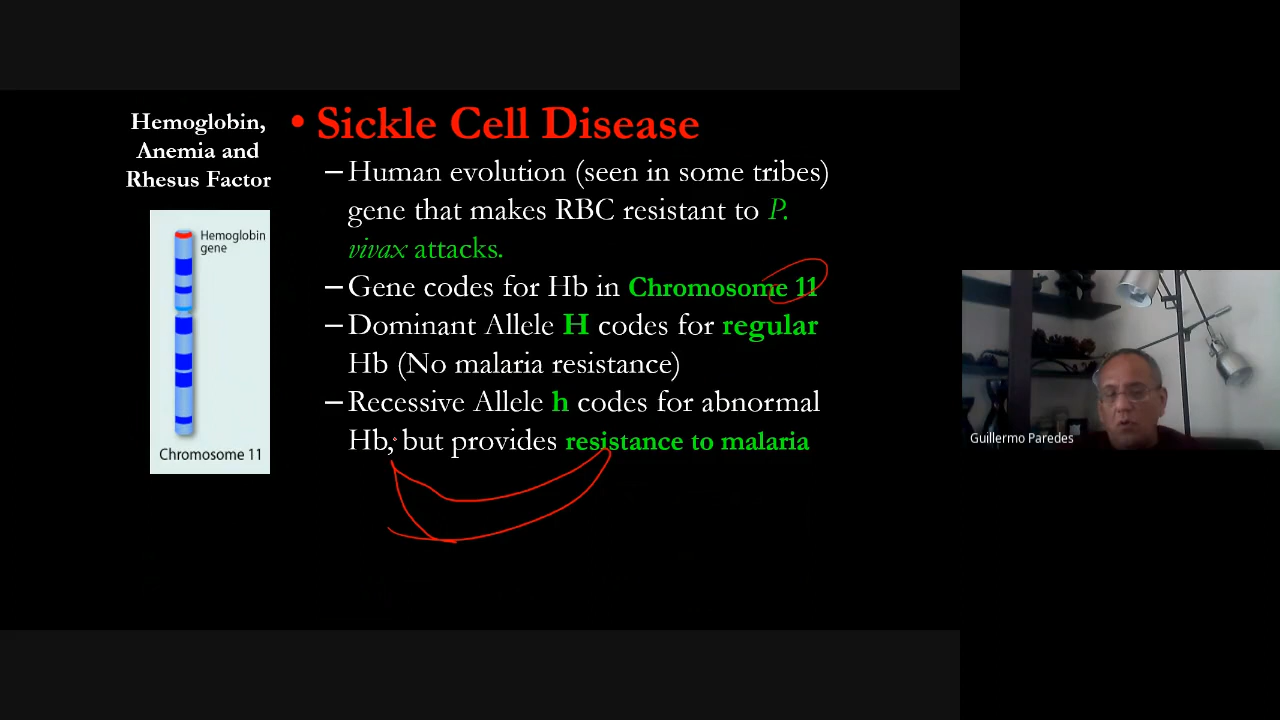 Hemoglobin,
Anemia and
Rhesus Factor
Hemoglobin
gene
Chromosome 11
• Sickle Cell Disease
– Human evolution (seen in some tribes)
gene that makes RBC resistant to P.
vivax attacks.
– Gene codes for Hb in Chromosome 11
– Dominant Allele H codes for regular
Hb (No malaria resistance)
– Recessive Allele h codes for abnormal
Hb, but provides resistance to malaria
Guillermo Paredes